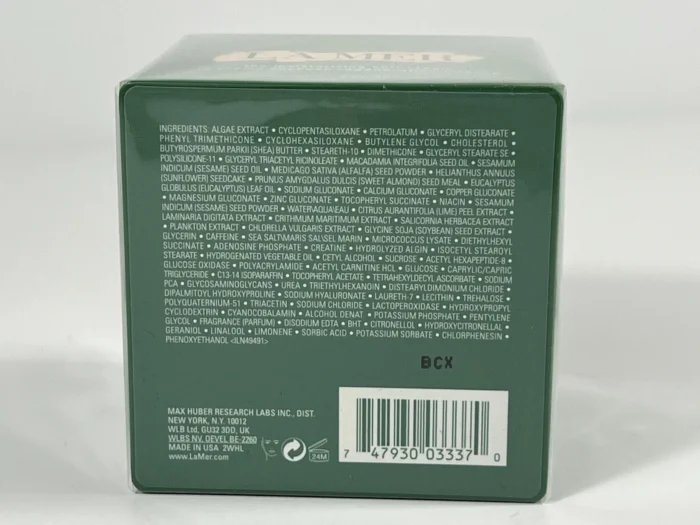 LA MER
INGREDIENTS: ALGAE EXTRACT • CYCLOPENTASILOXANE • PETROLATUM • GLYCERYL DISTEARATE •
PHENYL TRIMETHICONE • CYCLOHEXASILOXANE • BUTYLENE GLYCOL • CHOLESTEROL •
BUTYROSPERMUM PARKII (SHEA) BUTTER • STEARETH-10 • DIMETHICONE • GLYCERYL STEARATE SE •
POLYSILICONE-11 • GLYCERYL TRIACETYL RICINOLEATE • MACADAMIA INTEGRIFOLIA SEED OIL • SESAMUM
INDICUM (SESAME) SEED OIL • MEDICAGO SATIVA (ALFALFA) SEED POWDER • HELIANTHUS ANNUUS
(SUNFLOWER) SEEDCAKE • PRUNUS AMYGDALUS DULCIS (SWEET ALMOND) SEED MEAL • EUCALYPTUS
GLOBULUS (EUCALYPTUS) LEAF OIL • SODIUM GLUCONATE • CALCIUM GLUCONATE • COPPER GLUCONATE
• MAGNESIUM GLUCONATE • ZINC GLUCONATE • TOCOPHERYL SUCCINATE • NIACIN • SESAMUM
INDICUM (SESAME) SEED POWDER • WATER\AQUA\EAU • CITRUS AURANTIFOLIA (LIME) PEEL EXTRACT •
LAMINARIA DIGITATA EXTRACT • CRITHMUM MARITIMUM EXTRACT • SALICORNIA HERBACEA EXTRACT
• PLANKTON EXTRACT • CHLORELLA VULGARIS EXTRACT • GLYCINE SOJA (SOYBEAN) SEED EXTRACT •
GLYCERIN • CAFFEINE • SEA SALT\MARIS SAL\SEL MARIN • MICROCOCCUS LYSATE • DIETHYLHEXYL
SUCCINATE • ADENOSINE PHOSPHATE • CREATINE • HYDROLYZED ALGIN • ISOCETYL STEAROYL
STEARATE • HYDROGENATED VEGETABLE OIL • CETYL ALCOHOL • SUCROSE • ACETYL HEXAPEPTIDE-8 •
GLUCOSE OXIDASE • POLYACRYLAMIDE • ACETYL CARNITINE HCL • GLUCOSE • CAPRYLIC/CAPRIC
TRIGLYCERIDE • C13-14 ISOPARAFFIN • TOCOPHERYL ACETATE • TETRAHEXYLDECYL ASCORBATE • SODIUM
PCA • GLYCOSAMINOGLYCANS • UREA • TRIETHYLHEXANOIN • DISTEARYLDIMONIUM CHLORIDE •
DIPALMITOYL HYDROXYPROLINE • SODIUM HYALURONATE • LAURETH-7 • LECITHIN • TREHALOSE •
POLYQUATERNIUM-51 • TRIACETIN • SODIUM CHLORIDE • LACTOPEROXIDASE • HYDROXYPROPYL
CYCLODEXTRIN • CYANOCOBALAMIN • ALCOHOL DENAT. • POTASSIUM PHOSPHATE • PENTYLENE
GLYCOL • FRAGRANCE (PARFUM) • DISODIUM EDTA • BHT • CITRONELLOL • HYDROXYCITRONELLAL •
GERANIOL • LINALOOL • LIMONENE • SORBIC ACID • POTASSIUM SORBATE • CHLORPHENESIN •
PHENOXYETHANOL <ILN49491>
BCX
MAX HUBER RESEARCH LABS INC., DIST.
NEW YORK, N.Y. 10012
WLB Ltd, GU32 3DD, UK
WLBS NV, OEVEL BE-2260
MADE IN USA 2WHL
www.LaMer.com
24M
7 47930 03337 0